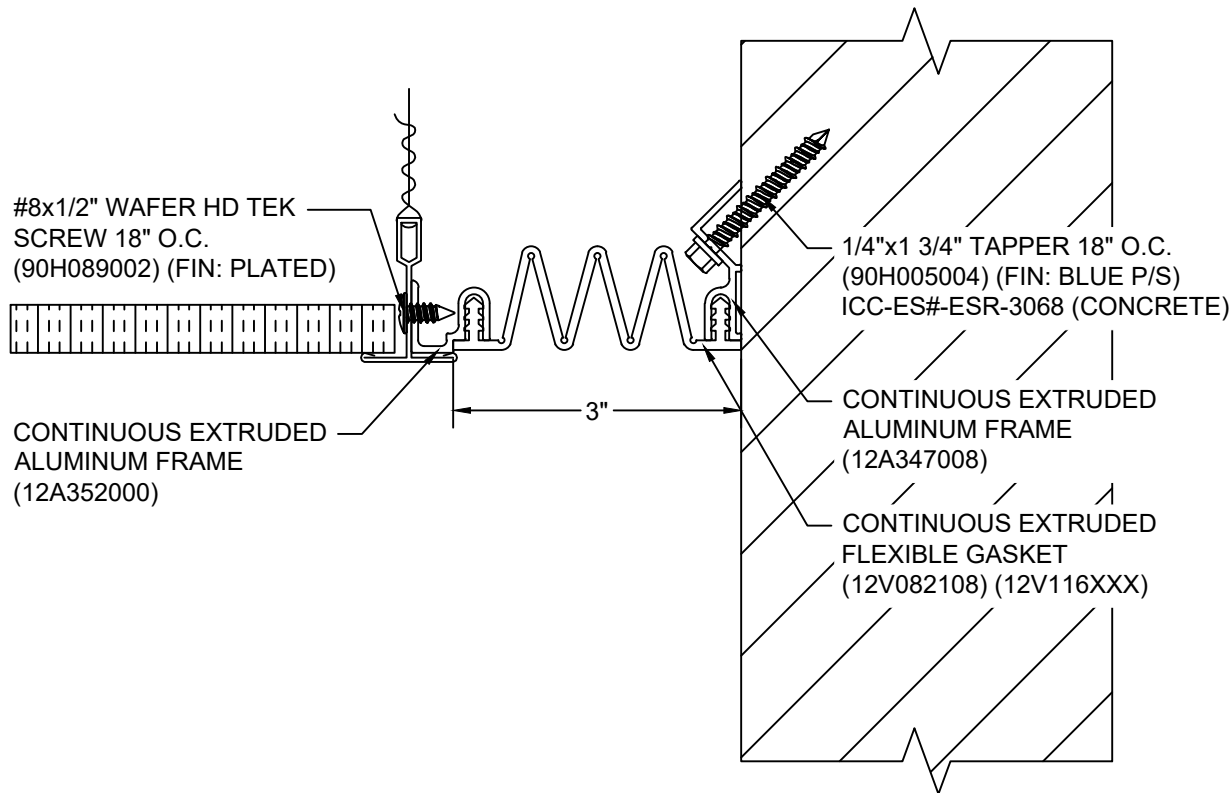 #8x1/2" WAFER HD TEK
SCREW 18" O.C.
(90H089002) (FIN: PLATED)
CONTINUOUS EXTRUDED
ALUMINUM FRAME
(12A352000)
3"
1/4"x1 3/4" TAPPER 18" O.C.
(90H005004) (FIN: BLUE P/S)
ICC-ES#-ESR-3068 (CONCRETE)
CONTINUOUS EXTRUDED
ALUMINUM FRAME
(12A347008)
CONTINUOUS EXTRUDED
FLEXIBLE GASKET
(12V082108) (12V116XXX)